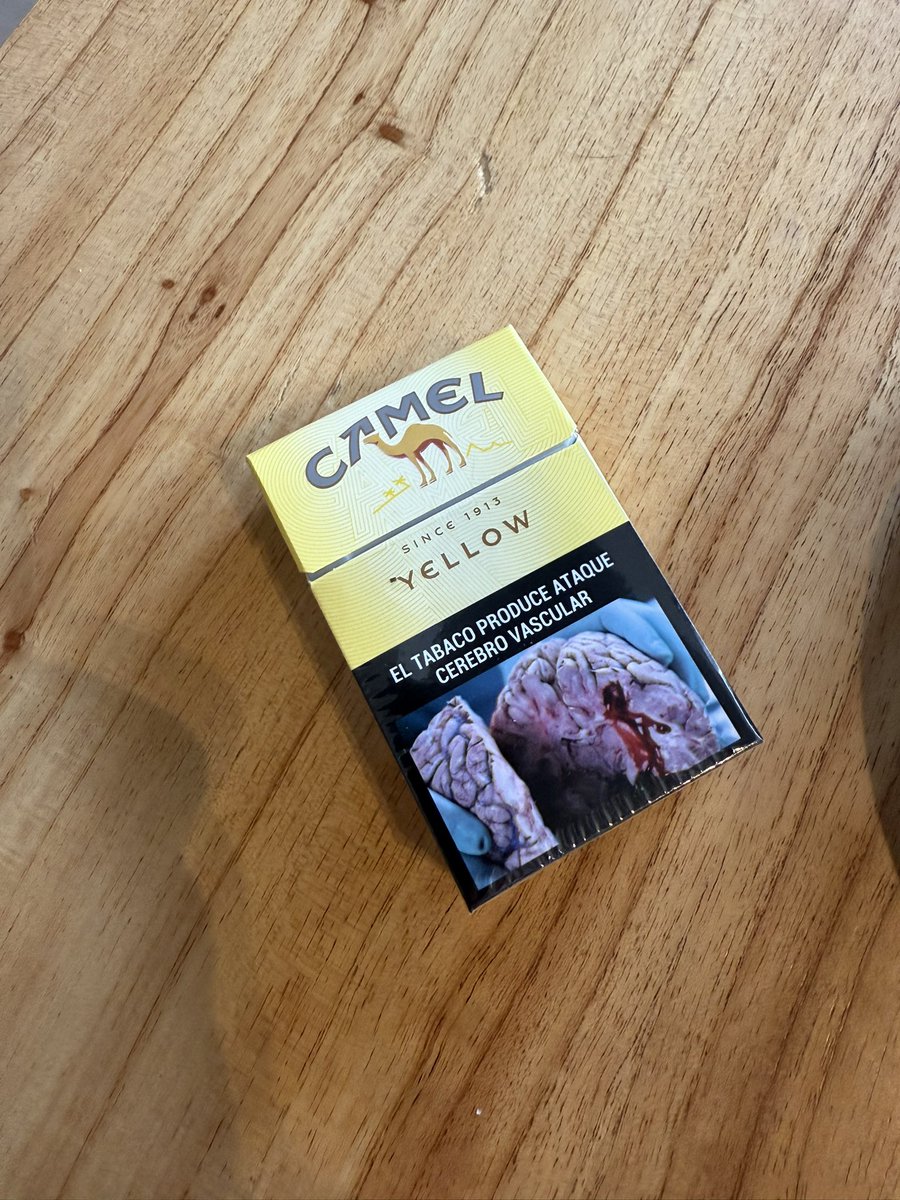 CAMEL
SINCE 1913
YELLOW
EL TABACO PRODUCE ATAQUE
CEREBRO VASCULAR